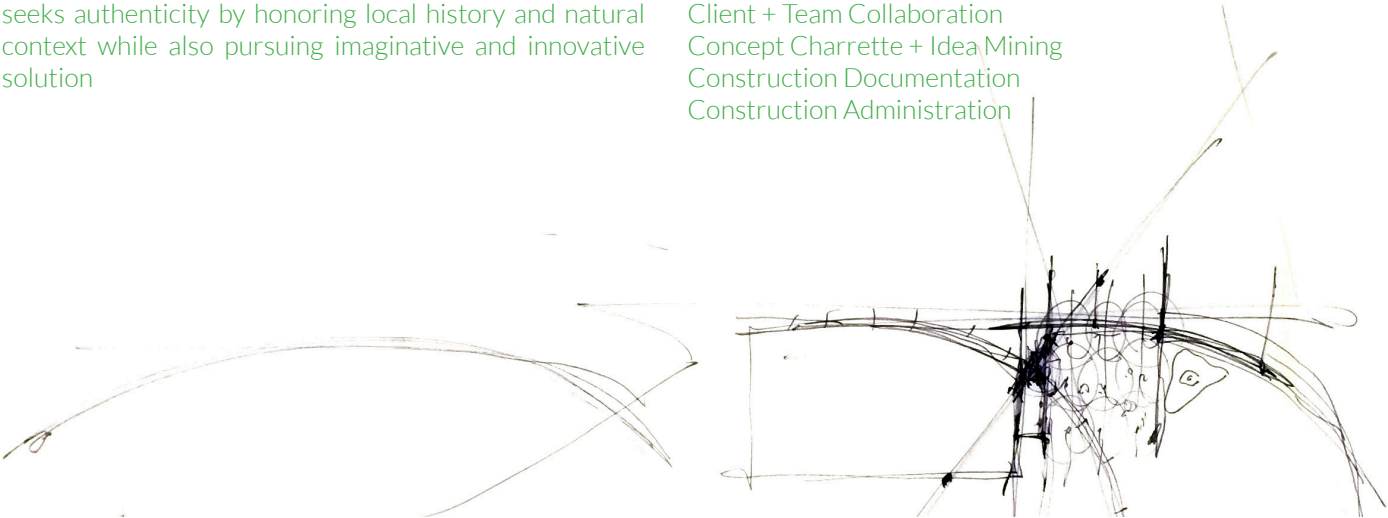 seeks authenticity by honoring local history and natural
context while also pursuing imaginative and innovative
solution
Client + Team Collaboration
Concept Charrette + Idea Mining
Construction Documentation
Construction Administration